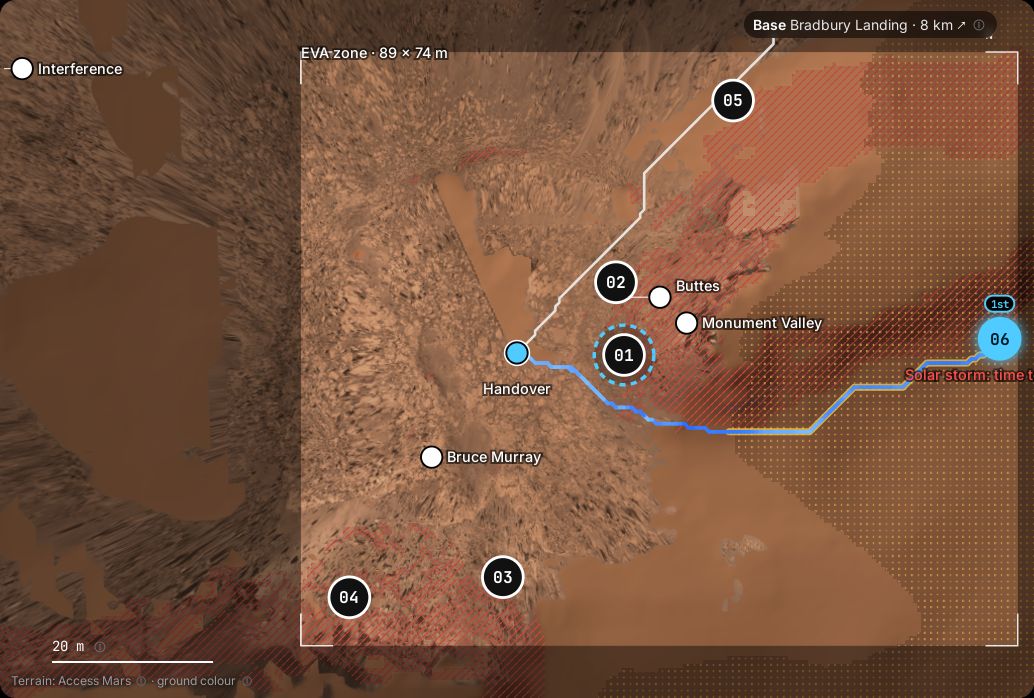 Base Bradbury Landing · 8 km ↗ ⓘ
EVA zone · 89 × 74 m
Interference
05
02
Buttes
1st
Monument Valley
06
01
Solar storm: time t
Handover
Bruce Murray
03
04
20 m ⓘ
Terrain: Access Mars ⓘ · ground colour ⓘ